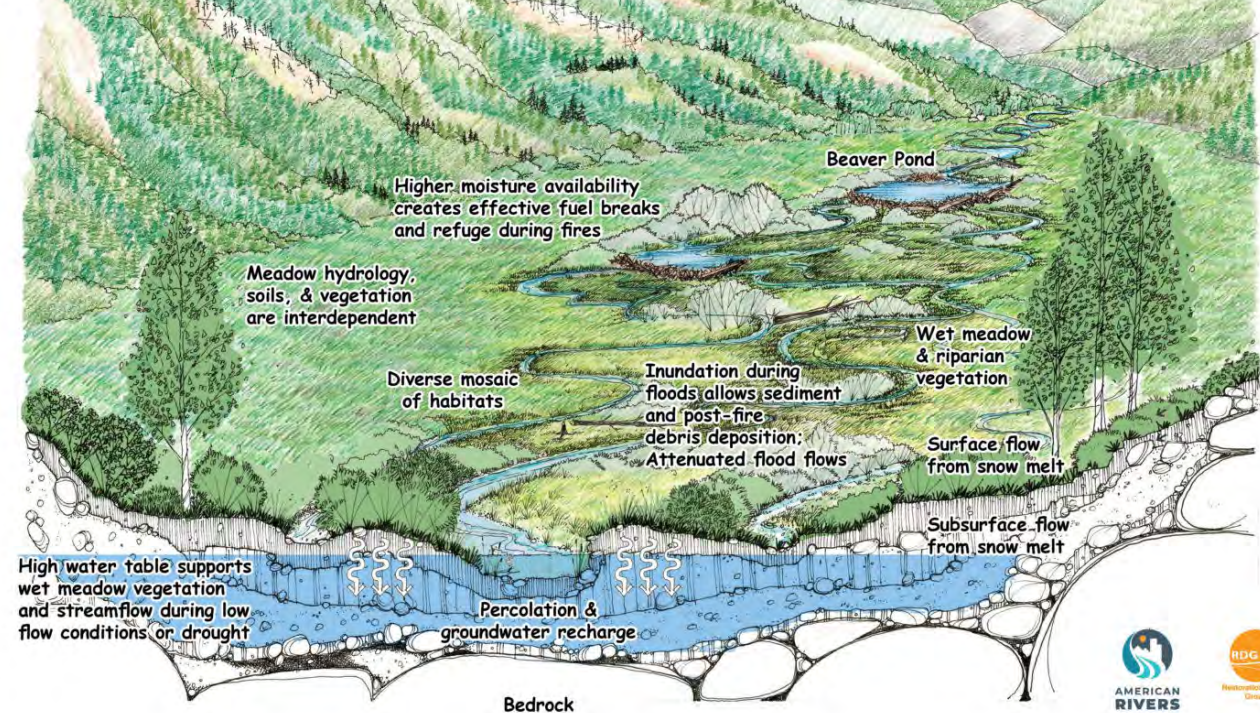 Beaver Pond
Higher moisture availability
creates effective fuel breaks
and refuge during fires
Meadow hydrology,
soils, & vegetation
are interdependent
Wet meadow
& riparian
vegetation
Diverse mosaic
of habitats
Inundation during
floods allows sediment
and post-fire
debris deposition;
Attenuated flood flows
Surface flow
from snow melt
Subsurface flow
from snow melt
High water table supports
wet meadow vegetation
and streamflow during low
flow conditions or drought
Percolation &
groundwater recharge
Bedrock
AMERICAN
RIVERS
RDG